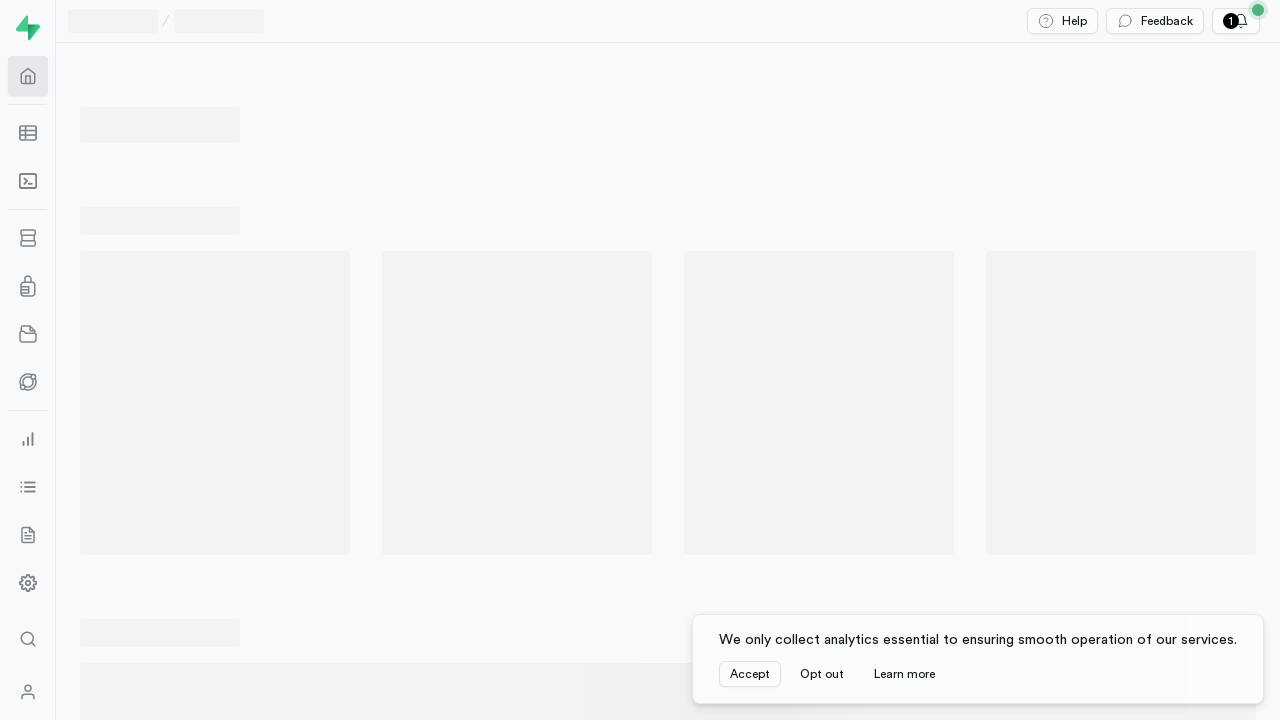 /
Help
Feedback
1
We only collect analytics essential to ensuring smooth operation of our services.
Accept
Opt out
Learn more